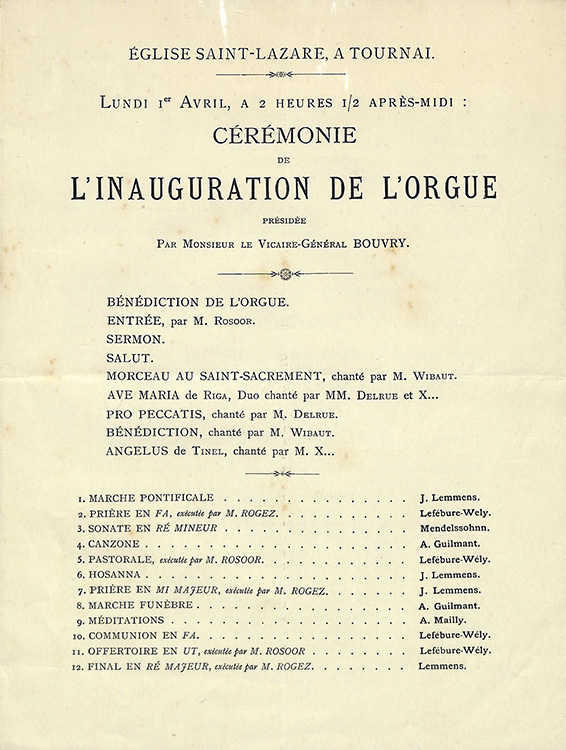 ÉGLISE SAINT-LAZARE, A TOURNAI.
LUNDI 1er AVRIL, A 2 HEURES 1/2 APRÈS-MIDI :
CÉRÉMONIE
DE
L'INAUGURATION DE L'ORGUE
PRÉSIDÉE
PAR MONSIEUR LE VICAIRE-GÉNÉRAL BOUVRY.
BÉNÉDICTION DE L'ORGUE.
ENTRÉE, par M. ROSOOR.
SERMON.
SALUT.
MORCEAU AU SAINT-SACREMENT, chanté par M. WIBAUT.
AVE MARIA de RIGA, Duo chanté par MM. DELRUE et X...
PRO PECCATIS, chanté par M. DELRUE.
BÉNÉDICTION, chanté par M. WIBAUT.
ANGELUS de TINEL, chanté par M. X...
1. MARCHE PONTIFICALE . . . . . . . . . . . . . . J. Lemmens.
2. PRIÈRE EN FA, exécutée par M. ROGEZ. . . . . . . . . . Lefébure-Wely.
3. SONATE EN RÉ MINEUR . . . . . . . . . . . . . . Mendelssohnn.
4. CANZONE . . . . . . . . . . . . . . . . . . . A. Guilmant.
5. PASTORALE, exécutée par M. ROSOOR. . . . . . . . . . . Lefébure-Wély.
6. HOSANNA . . . . . . . . . . . . . . . . . . . J. Lemmens.
7. PRIÈRE EN MI MAJEUR, exécutée par M. ROGEZ. . . . . . . J. Lemmens.
8. MARCHE FUNÈBRE . . . . . . . . . . . . . . . . A. Guilmant.
9. MÉDITATIONS . . . . . . . . . . . . . . . . . A. Mailly.
10. COMMUNION EN FA. . . . . . . . . . . . . . . . Lefébure-Wély.
11. OFFERTOIRE EN UT, exécutée par M. ROSOOR . . . . . . . Lefébure-Wély.
12. FINAL EN RÉ MAJEUR, exécutée par M. ROGEZ. . . . . . . . Lemmens.